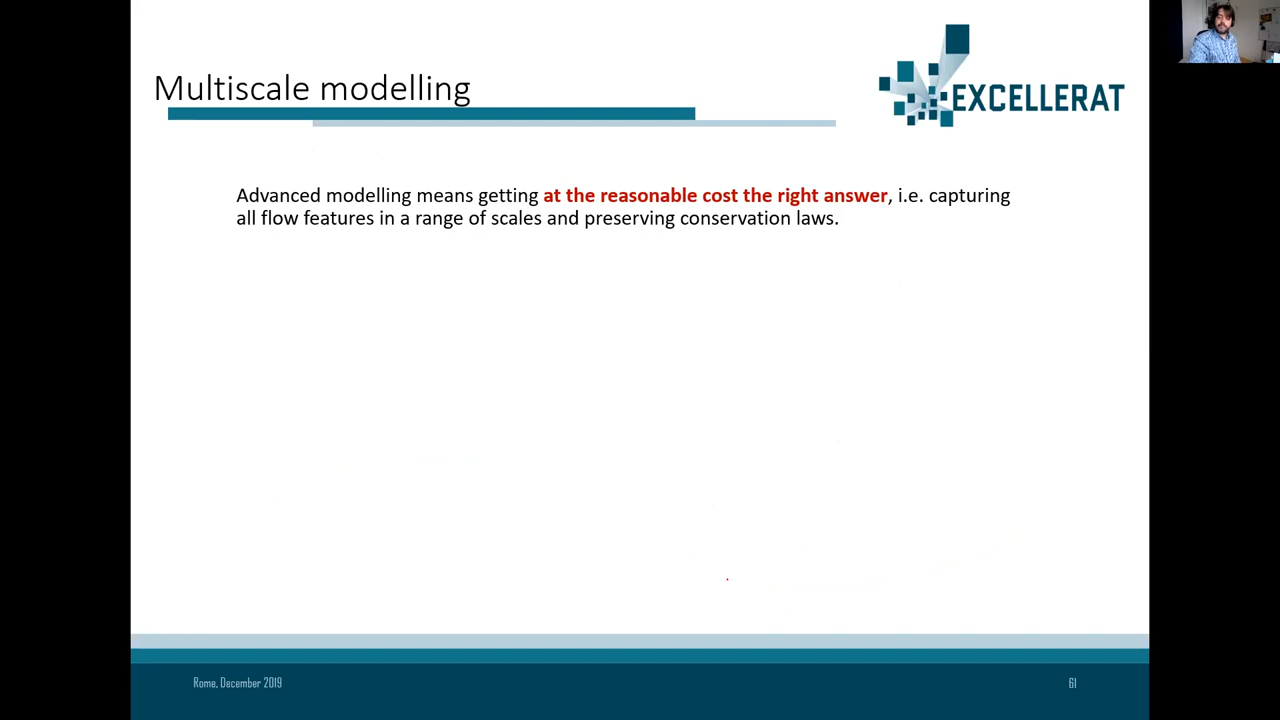 Multiscale modelling
EXCELLERAT
Advanced modelling means getting at the reasonable cost the right answer, i.e. capturing
all flow features in a range of scales and preserving conservation laws.
Rome, December 2019
61